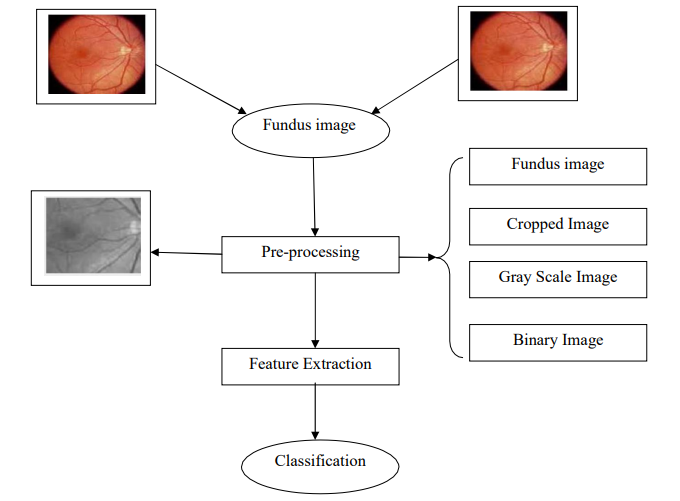 Fundus image
Fundus image
Cropped Image
Pre-processing
Gray Scale Image
Binary Image
Feature Extraction
Classification